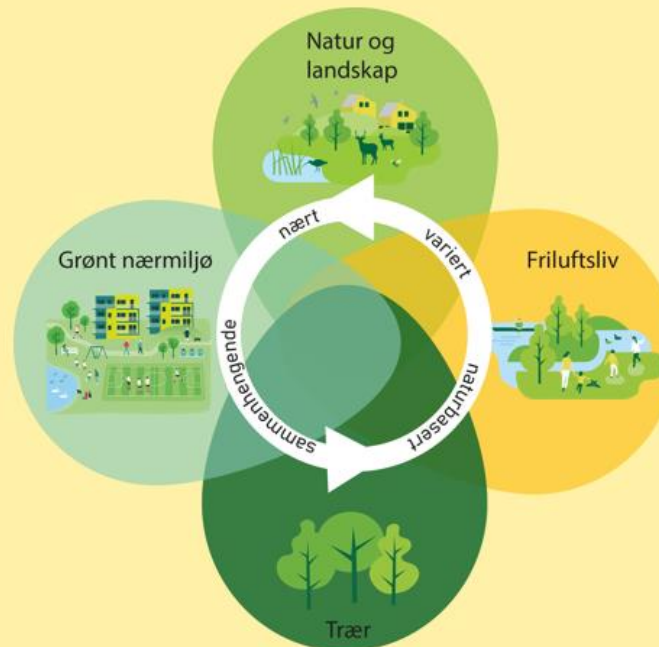 Natur og
landskap
Grønt nærmiljø
Friluftsliv
nært
variert
sammenhengende
naturbasert
Trær